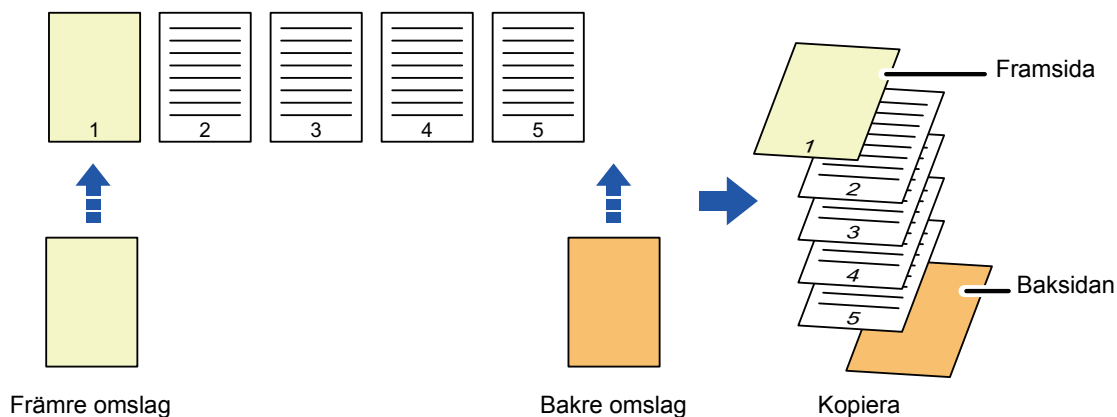 1 2 3 4 5
Framsida
1
2
3
4
5
Baksidan
Främre omslag
Bakre omslag
Kopiera